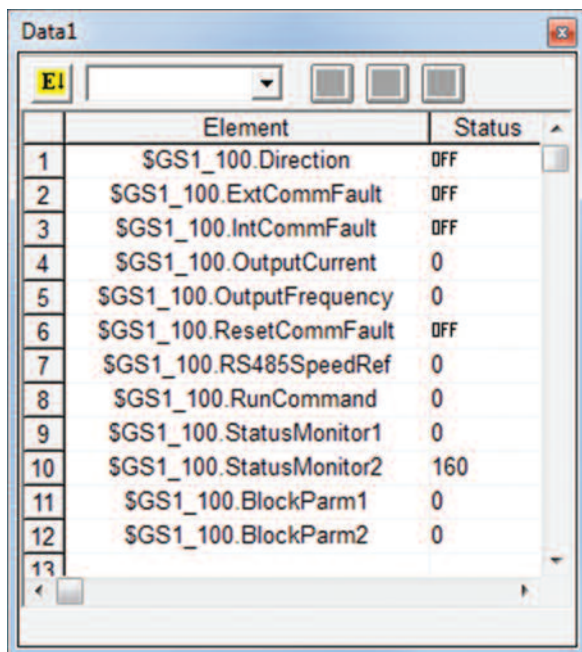 Data1
E↓
Element Status
1 $GS1_100.Direction OFF
2 $GS1_100.ExtCommFault OFF
3 $GS1_100.IntCommFault OFF
4 $GS1_100.OutputCurrent 0
5 $GS1_100.OutputFrequency 0
6 $GS1_100.ResetCommFault OFF
7 $GS1_100.RS485SpeedRef 0
8 $GS1_100.RunCommand 0
9 $GS1_100.StatusMonitor1 0
10 $GS1_100.StatusMonitor2 160
11 $GS1_100.BlockParm1 0
12 $GS1_100.BlockParm2 0
13